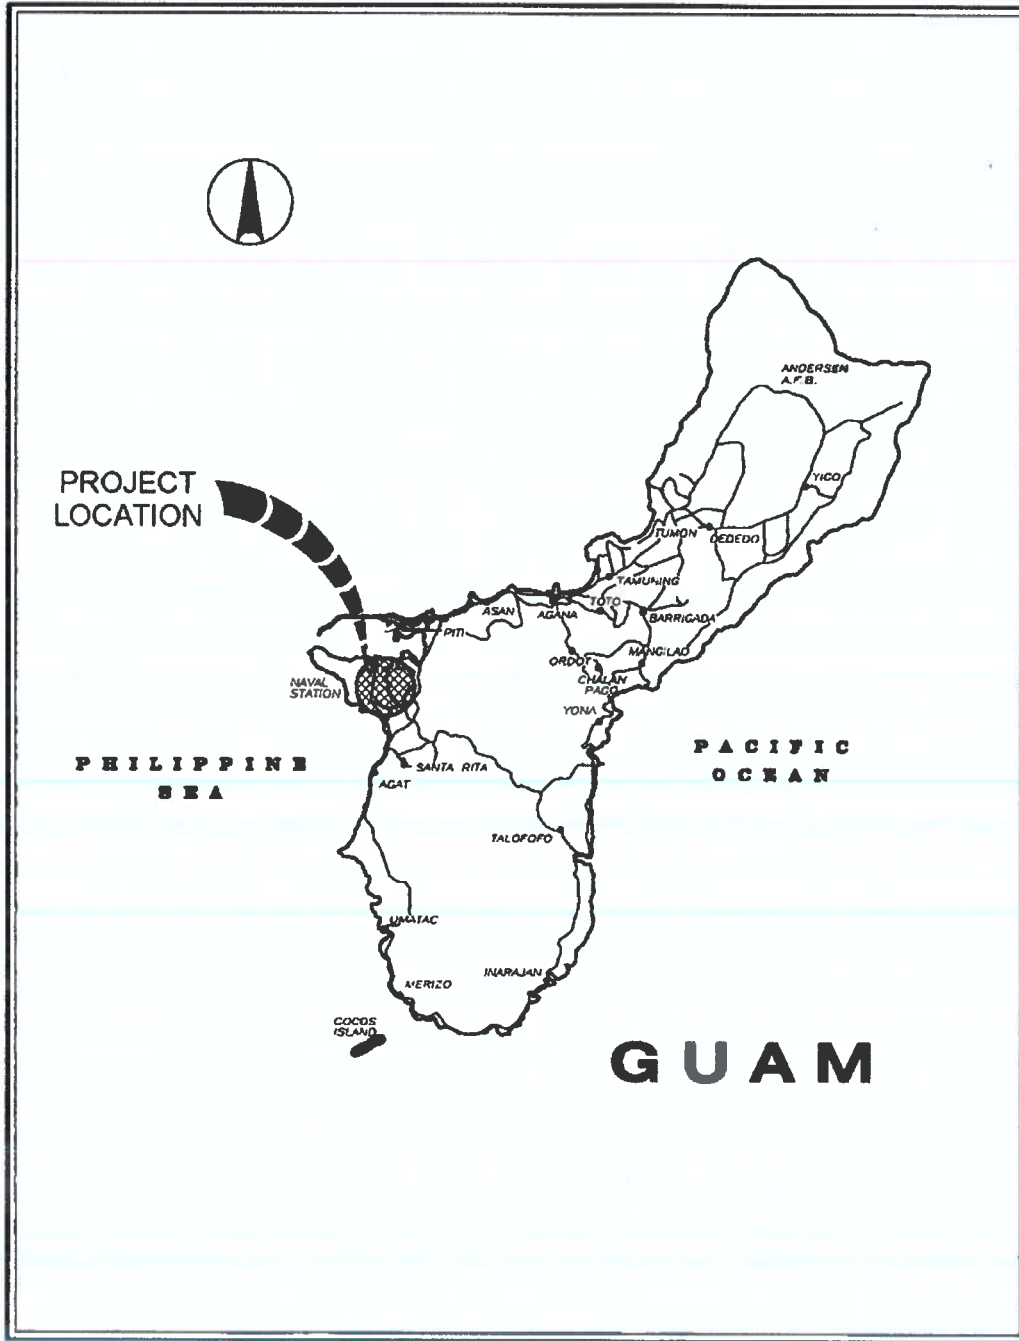 ANDERSEN
A.F.B.
YIGO
PROJECT
LOCATION
TUMON
DEDEDO
TAMUNING
TOTO
ASAN
AGANA
BARRIGADA
PITI
MANGILAO
ORDOT
CHALAN
PAGO
NAVAL
STATION
YONA
PACIFIC
OCEAN
PHILIPPINE
SEA
SANTA RITA
AGAT
TALOFOFO
UMATAC
INARAJAN
MERIZO
COCOS
ISLAND
GUAM